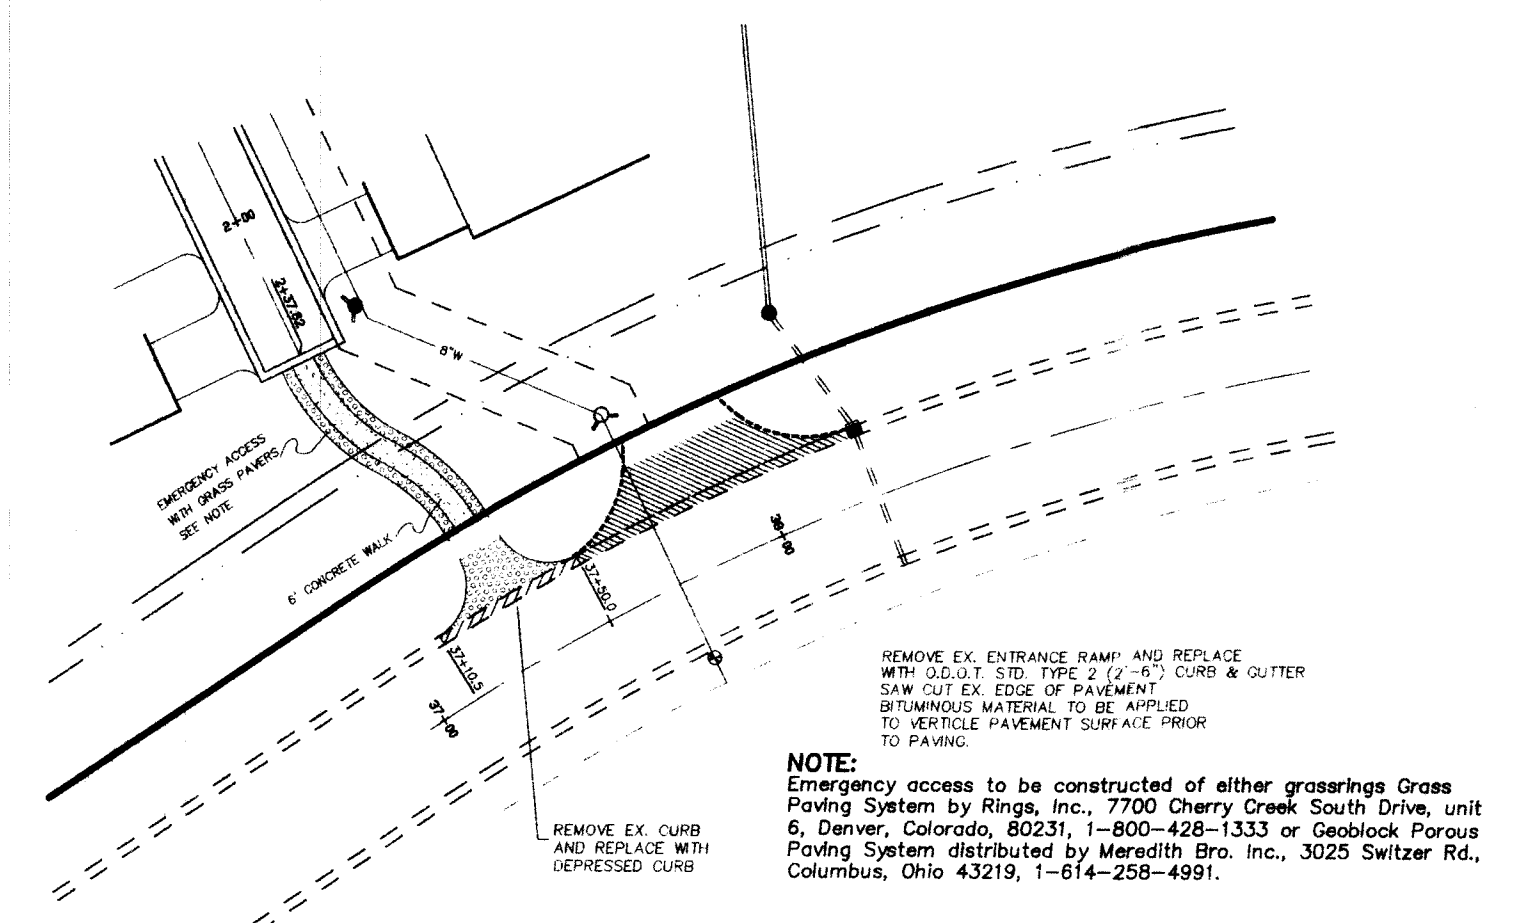 2+00
2+37.82
8"W
EMERGENCY ACCESS
WITH GRASS PAVERS
SEE NOTE
6' CONCRETE WALK
38+00
37+50.0
37+10.5
37+00
REMOVE EX. ENTRANCE RAMP AND REPLACE
WITH O.D.O.T. STD. TYPE 2 (2'-6") CURB & GUTTER
SAW CUT EX. EDGE OF PAVEMENT
BITUMINOUS MATERIAL TO BE APPLIED
TO VERTICLE PAVEMENT SURFACE PRIOR
TO PAVING.
NOTE:
Emergency access to be constructed of either grassrings Grass
Paving System by Rings, Inc., 7700 Cherry Creek South Drive, unit
6, Denver, Colorado, 80231, 1-800-428-1333 or Geoblock Porous
Paving System distributed by Meredith Bro. Inc., 3025 Switzer Rd.,
Columbus, Ohio 43219, 1-614-258-4991.
REMOVE EX. CURB
AND REPLACE WITH
DEPRESSED CURB